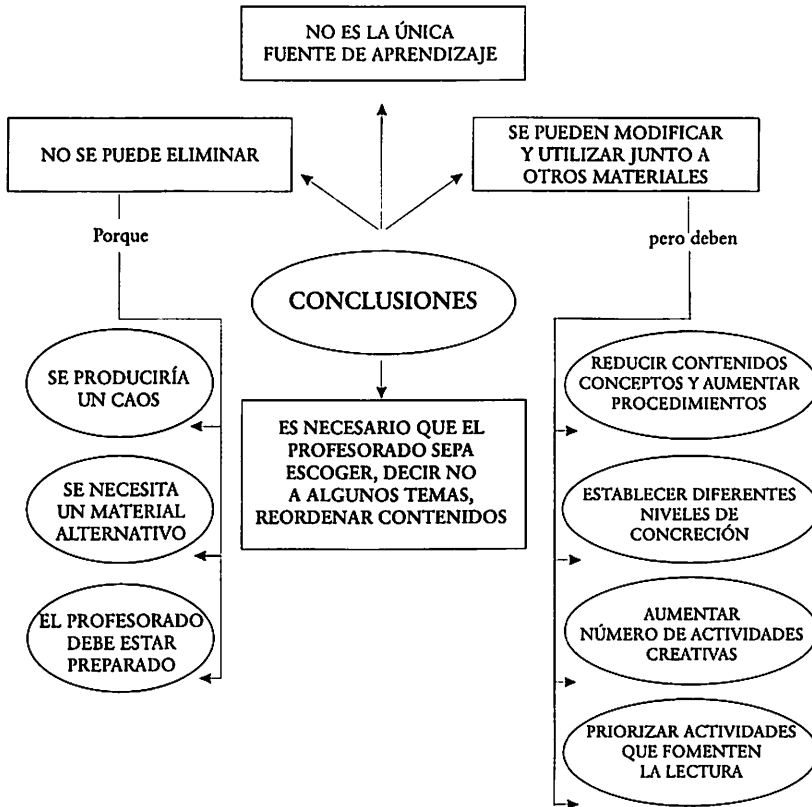 NO ES LA ÚNICA
FUENTE DE APRENDIZAJE
NO SE PUEDE ELIMINAR
SE PUEDEN MODIFICAR
Y UTILIZAR JUNTO A
OTROS MATERIALES
Porque
pero deben
CONCLUSIONES
SE PRODUCIRÍA
UN CAOS
SE NECESITA
UN MATERIAL
ALTERNATIVO
EL PROFESORADO
DEBE ESTAR
PREPARADO
ES NECESARIO QUE EL
PROFESORADO SEPA
ESCOGER, DECIR NO
A ALGUNOS TEMAS,
REORDENAR CONTENIDOS
REDUCIR CONTENIDOS
CONCEPTOS Y AUMENTAR
PROCEDIMIENTOS
ESTABLECER DIFERENTES
NIVELES DE
CONCRECIÓN
AUMENTAR
NÚMERO DE ACTIVIDADES
CREATIVAS
PRIORIZAR ACTIVIDADES
QUE FOMENTEN
LA LECTURA